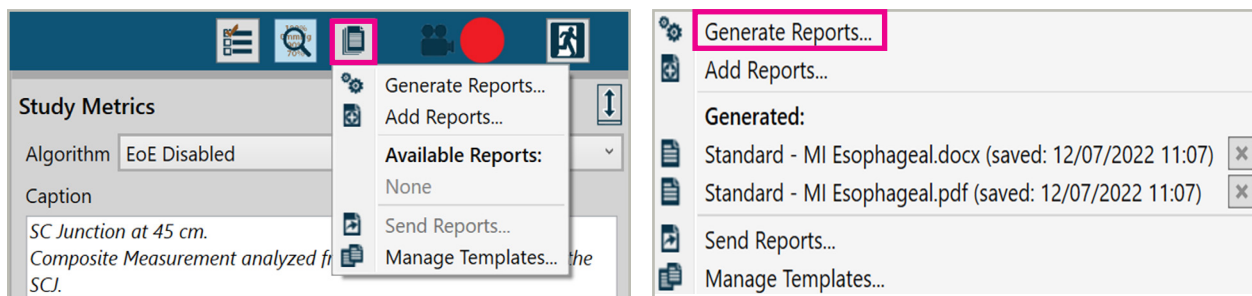 Study Metrics
Algorithm EoE Disabled
Caption
SC Junction at 45 cm.
Composite Measurement analyzed the
SCJ.
Generate Reports...
Add Reports...
Available Reports:
None
Send Reports...
Manage Templates...
Generate Reports...
Add Reports...
Generated:
Standard - MI Esophageal.docx (saved: 12/07/2022 11:07)
Standard - MI Esophageal.pdf (saved: 12/07/2022 11:07)
Send Reports...
Manage Templates...